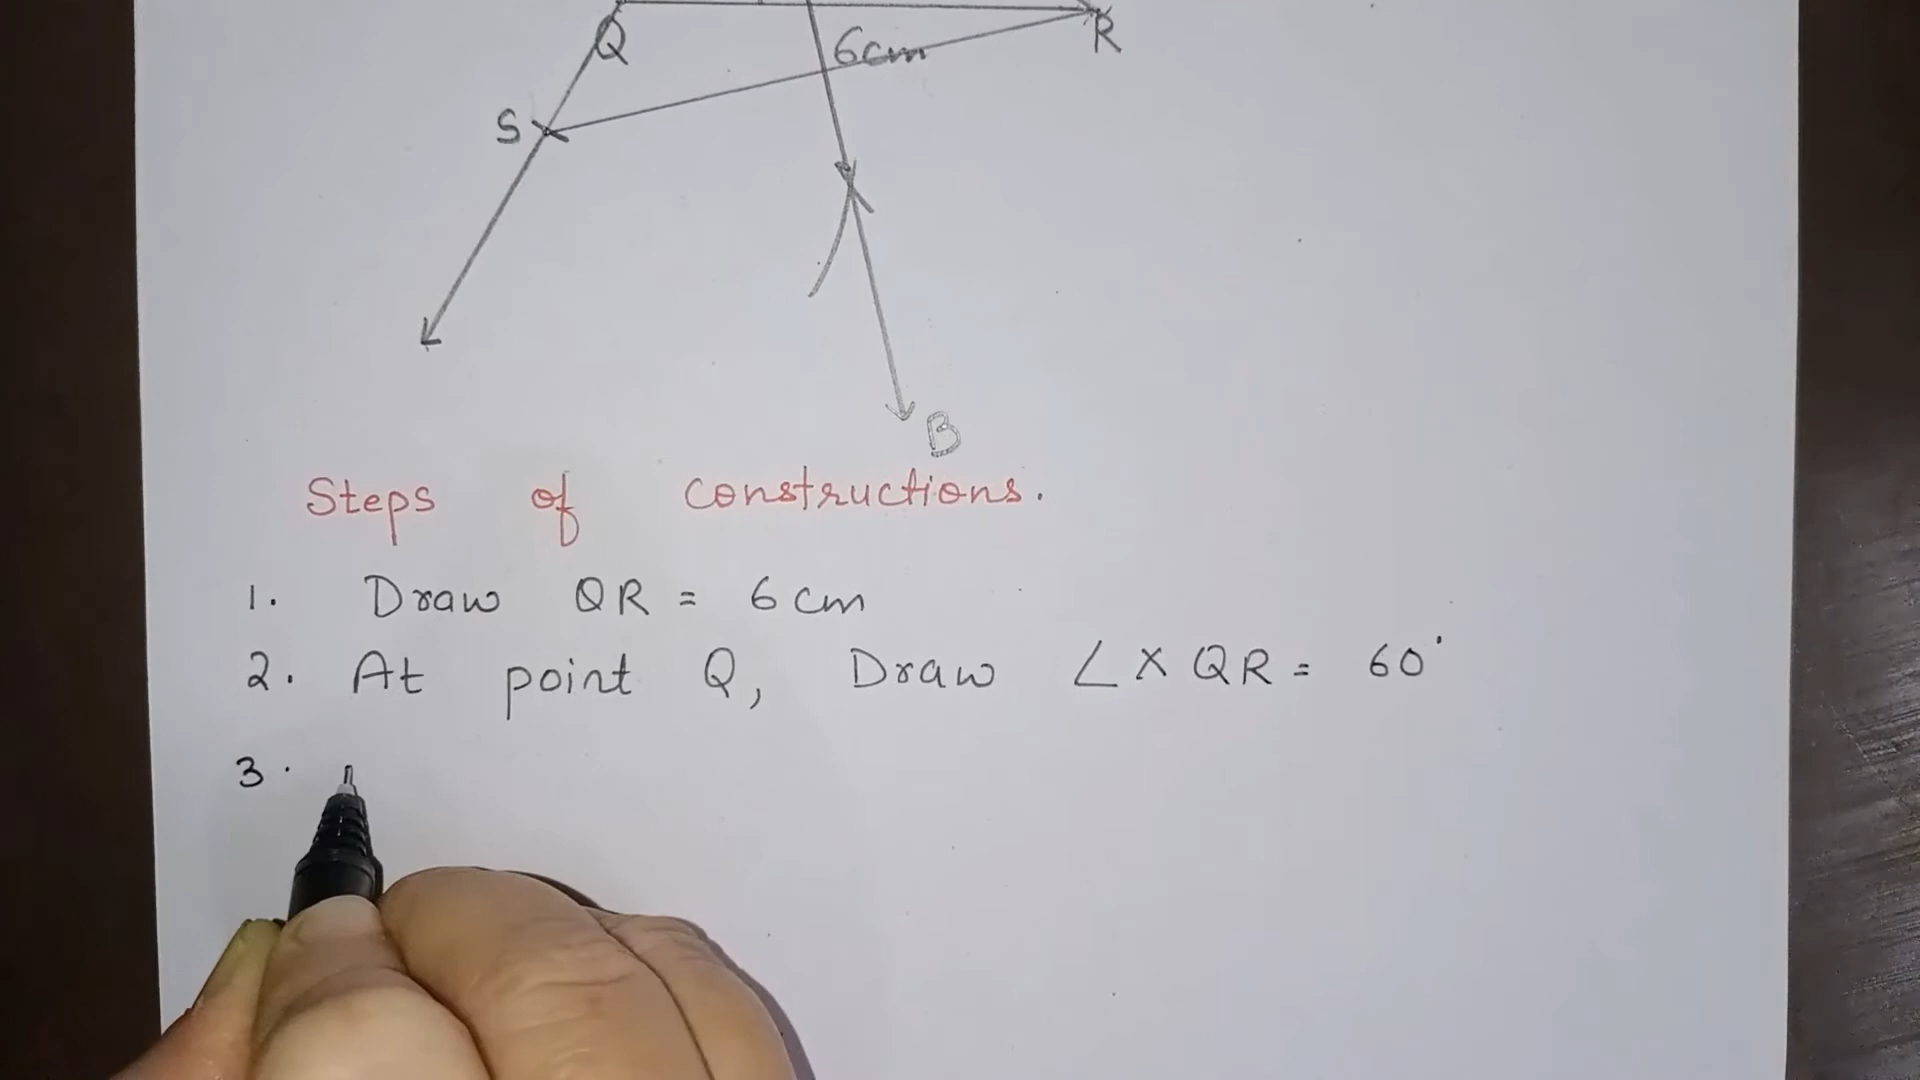 Q
R
6cm
S
B
Steps of constructions.
1. Draw QR = 6 cm
2. At point Q, Draw ∠XQR = 60°
3.